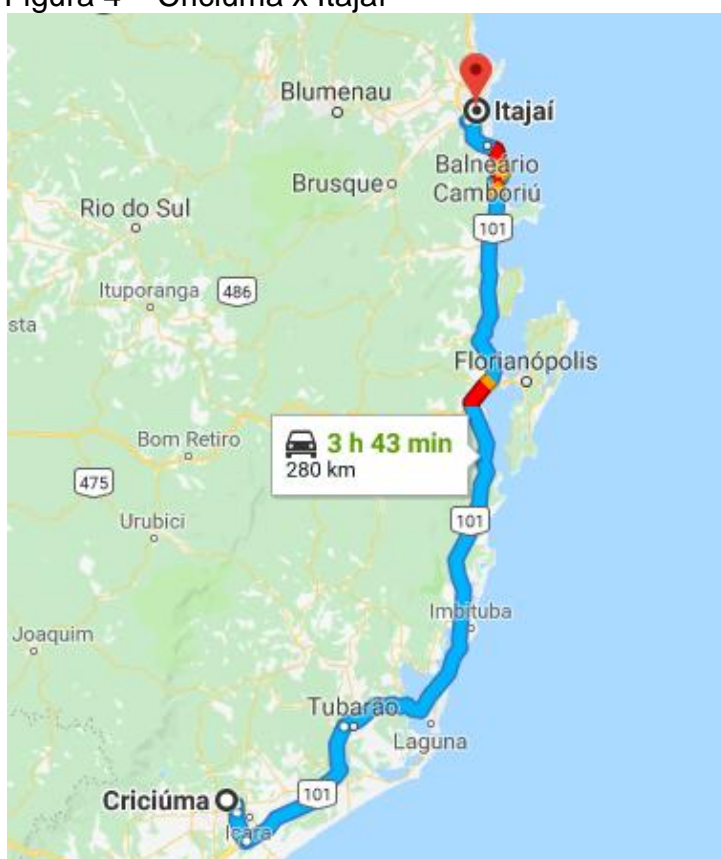 Figura 4 – Criciúma x Itajaí
Blumenau
Itajaí
Balneário
Camboriú
Brusque
Rio do Sul
101
Ituporanga
486
sta
Florianópolis
3 h 43 min
280 km
Bom Retiro
475
101
Urubici
Imbituba
Joaquim
Tubarão
Laguna
101
Criciúma
Içara